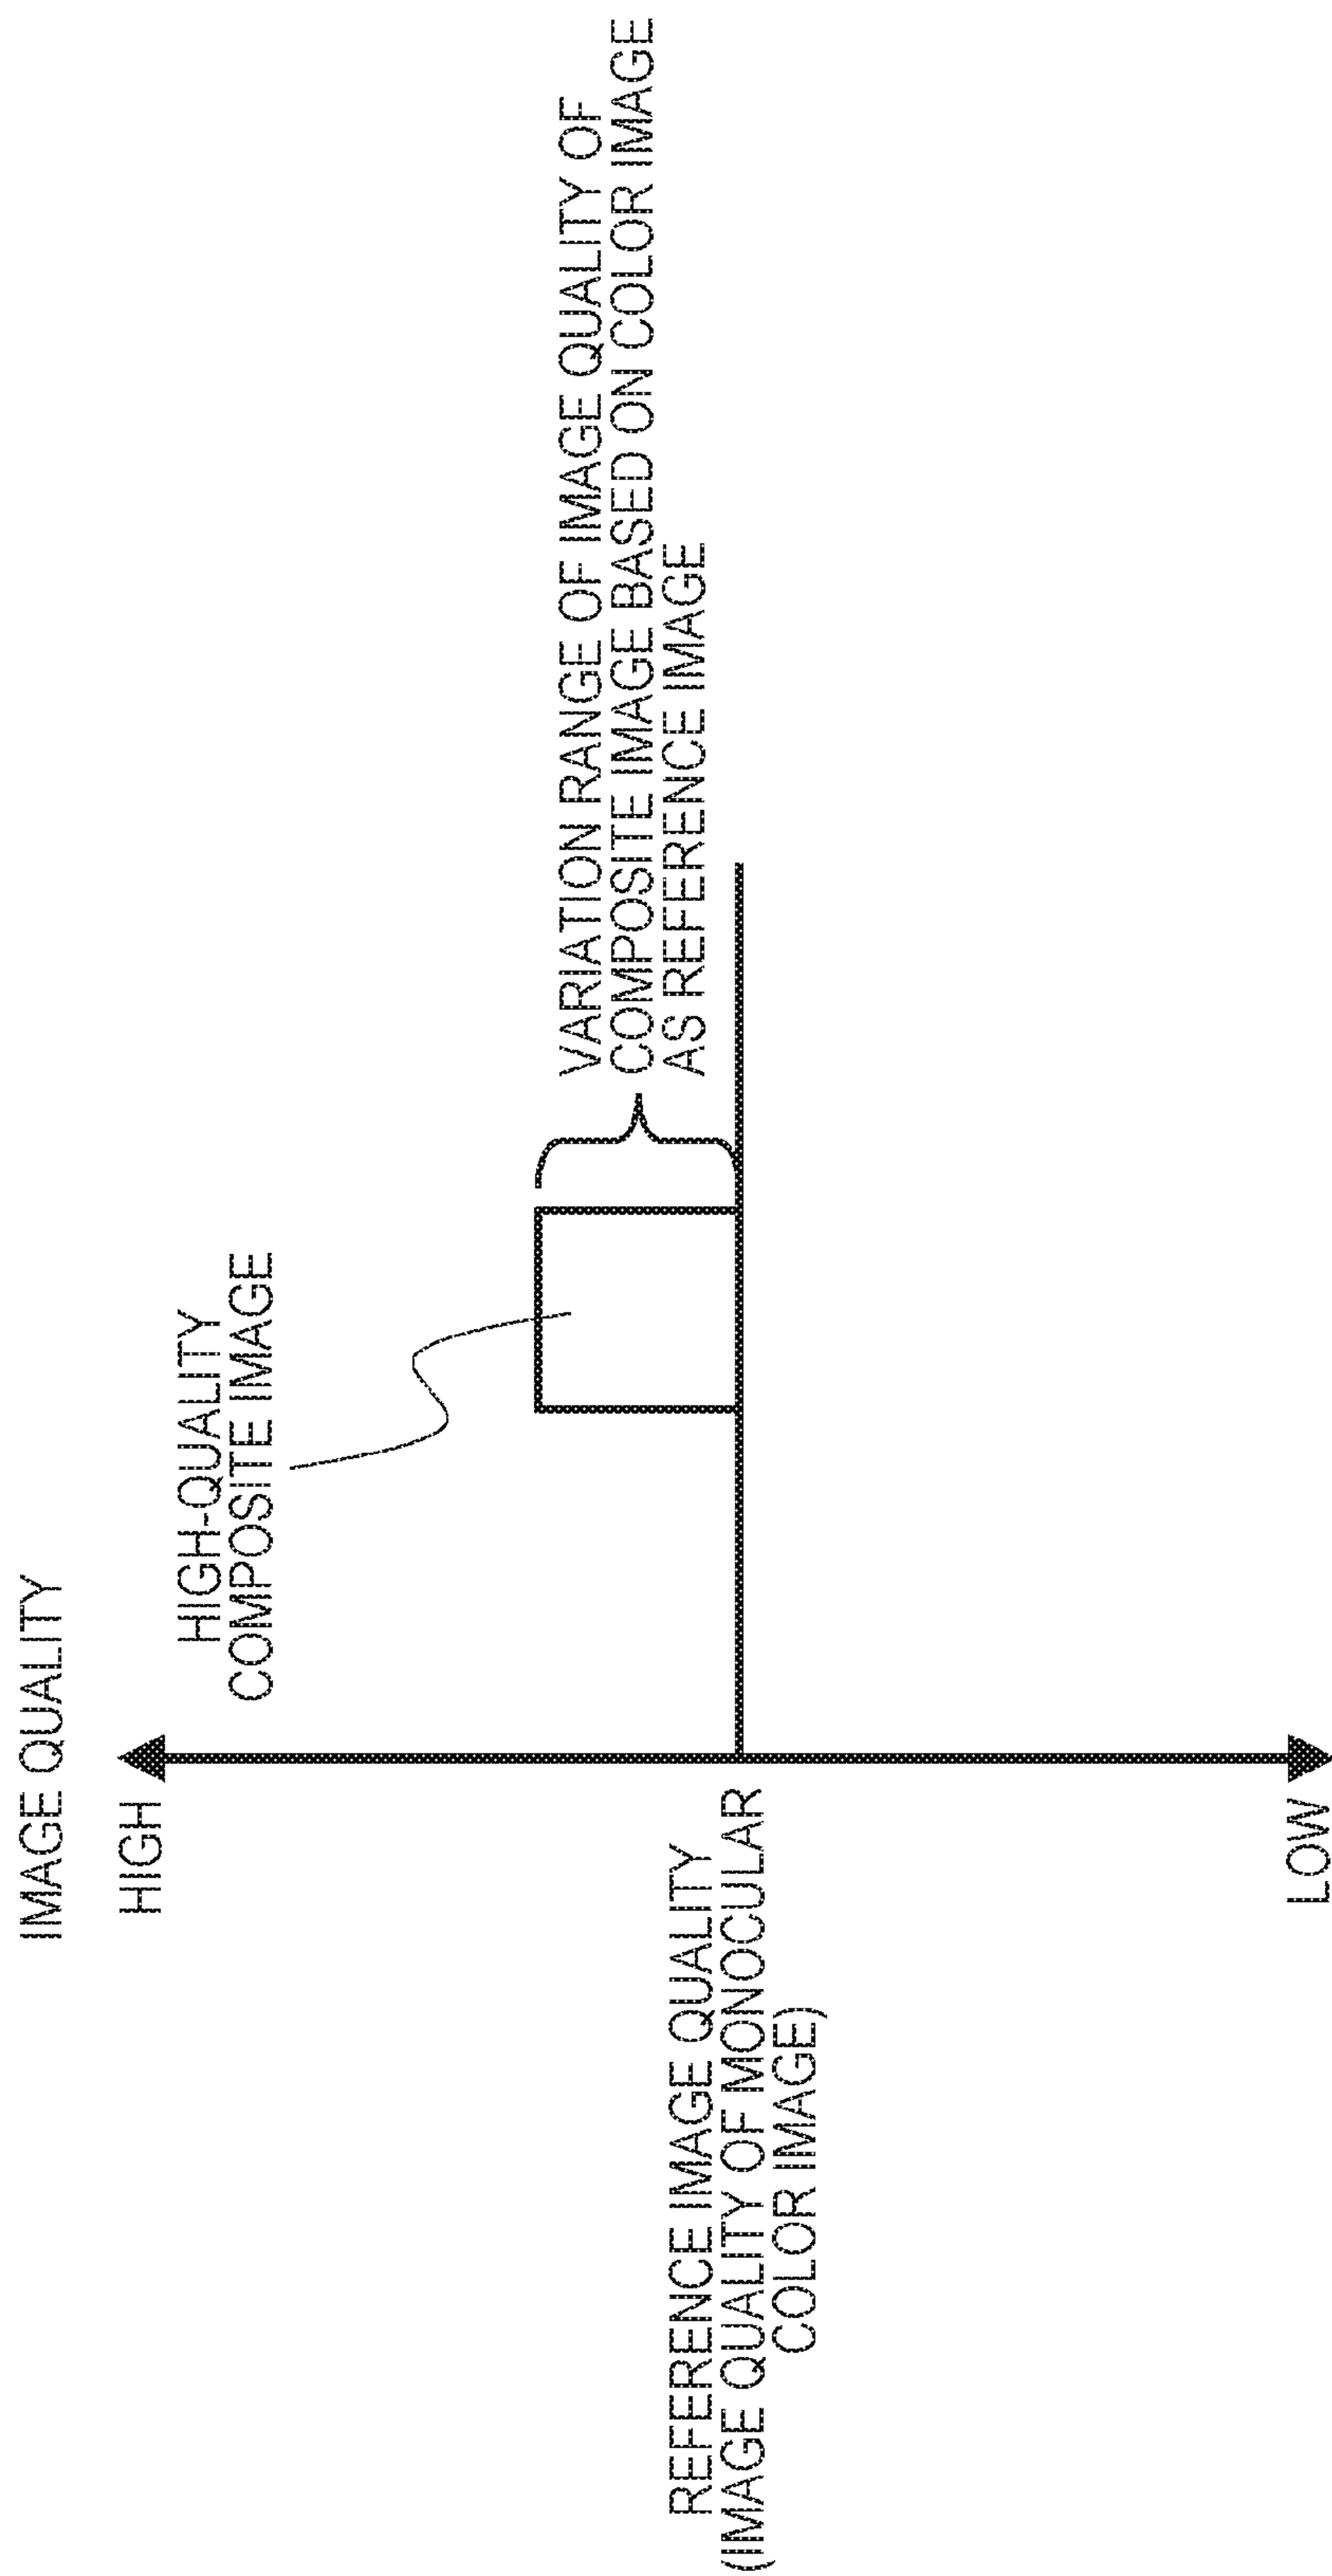 IMAGE QUALITY
HIGH
HIGH-QUALITY
COMPOSITE IMAGE
VARIATION RANGE OF IMAGE QUALITY OF
COMPOSITE IMAGE BASED ON COLOR IMAGE
AS REFERENCE IMAGE
REFERENCE IMAGE QUALITY
(IMAGE QUALITY OF MONOCULAR
COLOR IMAGE)
LOW